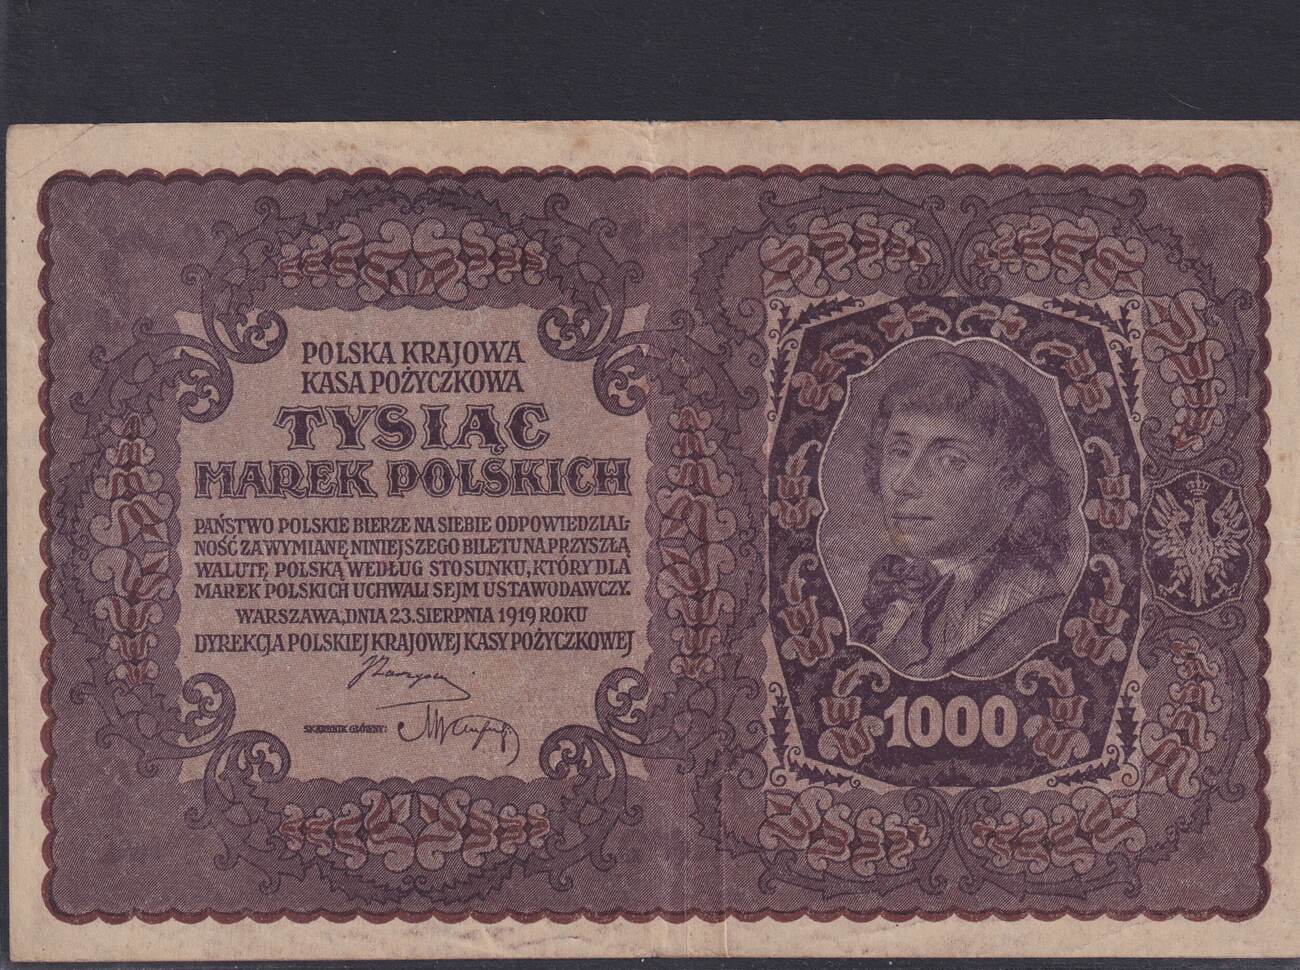 POLSKA KRAJOWA
KASA POŻYCZKOWA
TYSIĄC
MAREK POLSKICH
PAŃSTWO POLSKIE BIERZE NA SIEBIE ODPOWIEDZIAL-
NOŚĆ ZA WYMIANĘ NINIEJSZEGO BILETU NA PRZYSZŁĄ
WALUTĘ POLSKĄ WEDŁUG STOSUNKU, KTÓRY DLA
MAREK POLSKICH UCHWALI SEJM USTAWODAWCZY.
WARSZAWA, DNIA 23. SIERPNIA 1919 ROKU
DYREKCJA POLSKIEJ KRAJOWEJ KASY POŻYCZKOWEJ
SKARBNIK GŁÓWNY:
1000